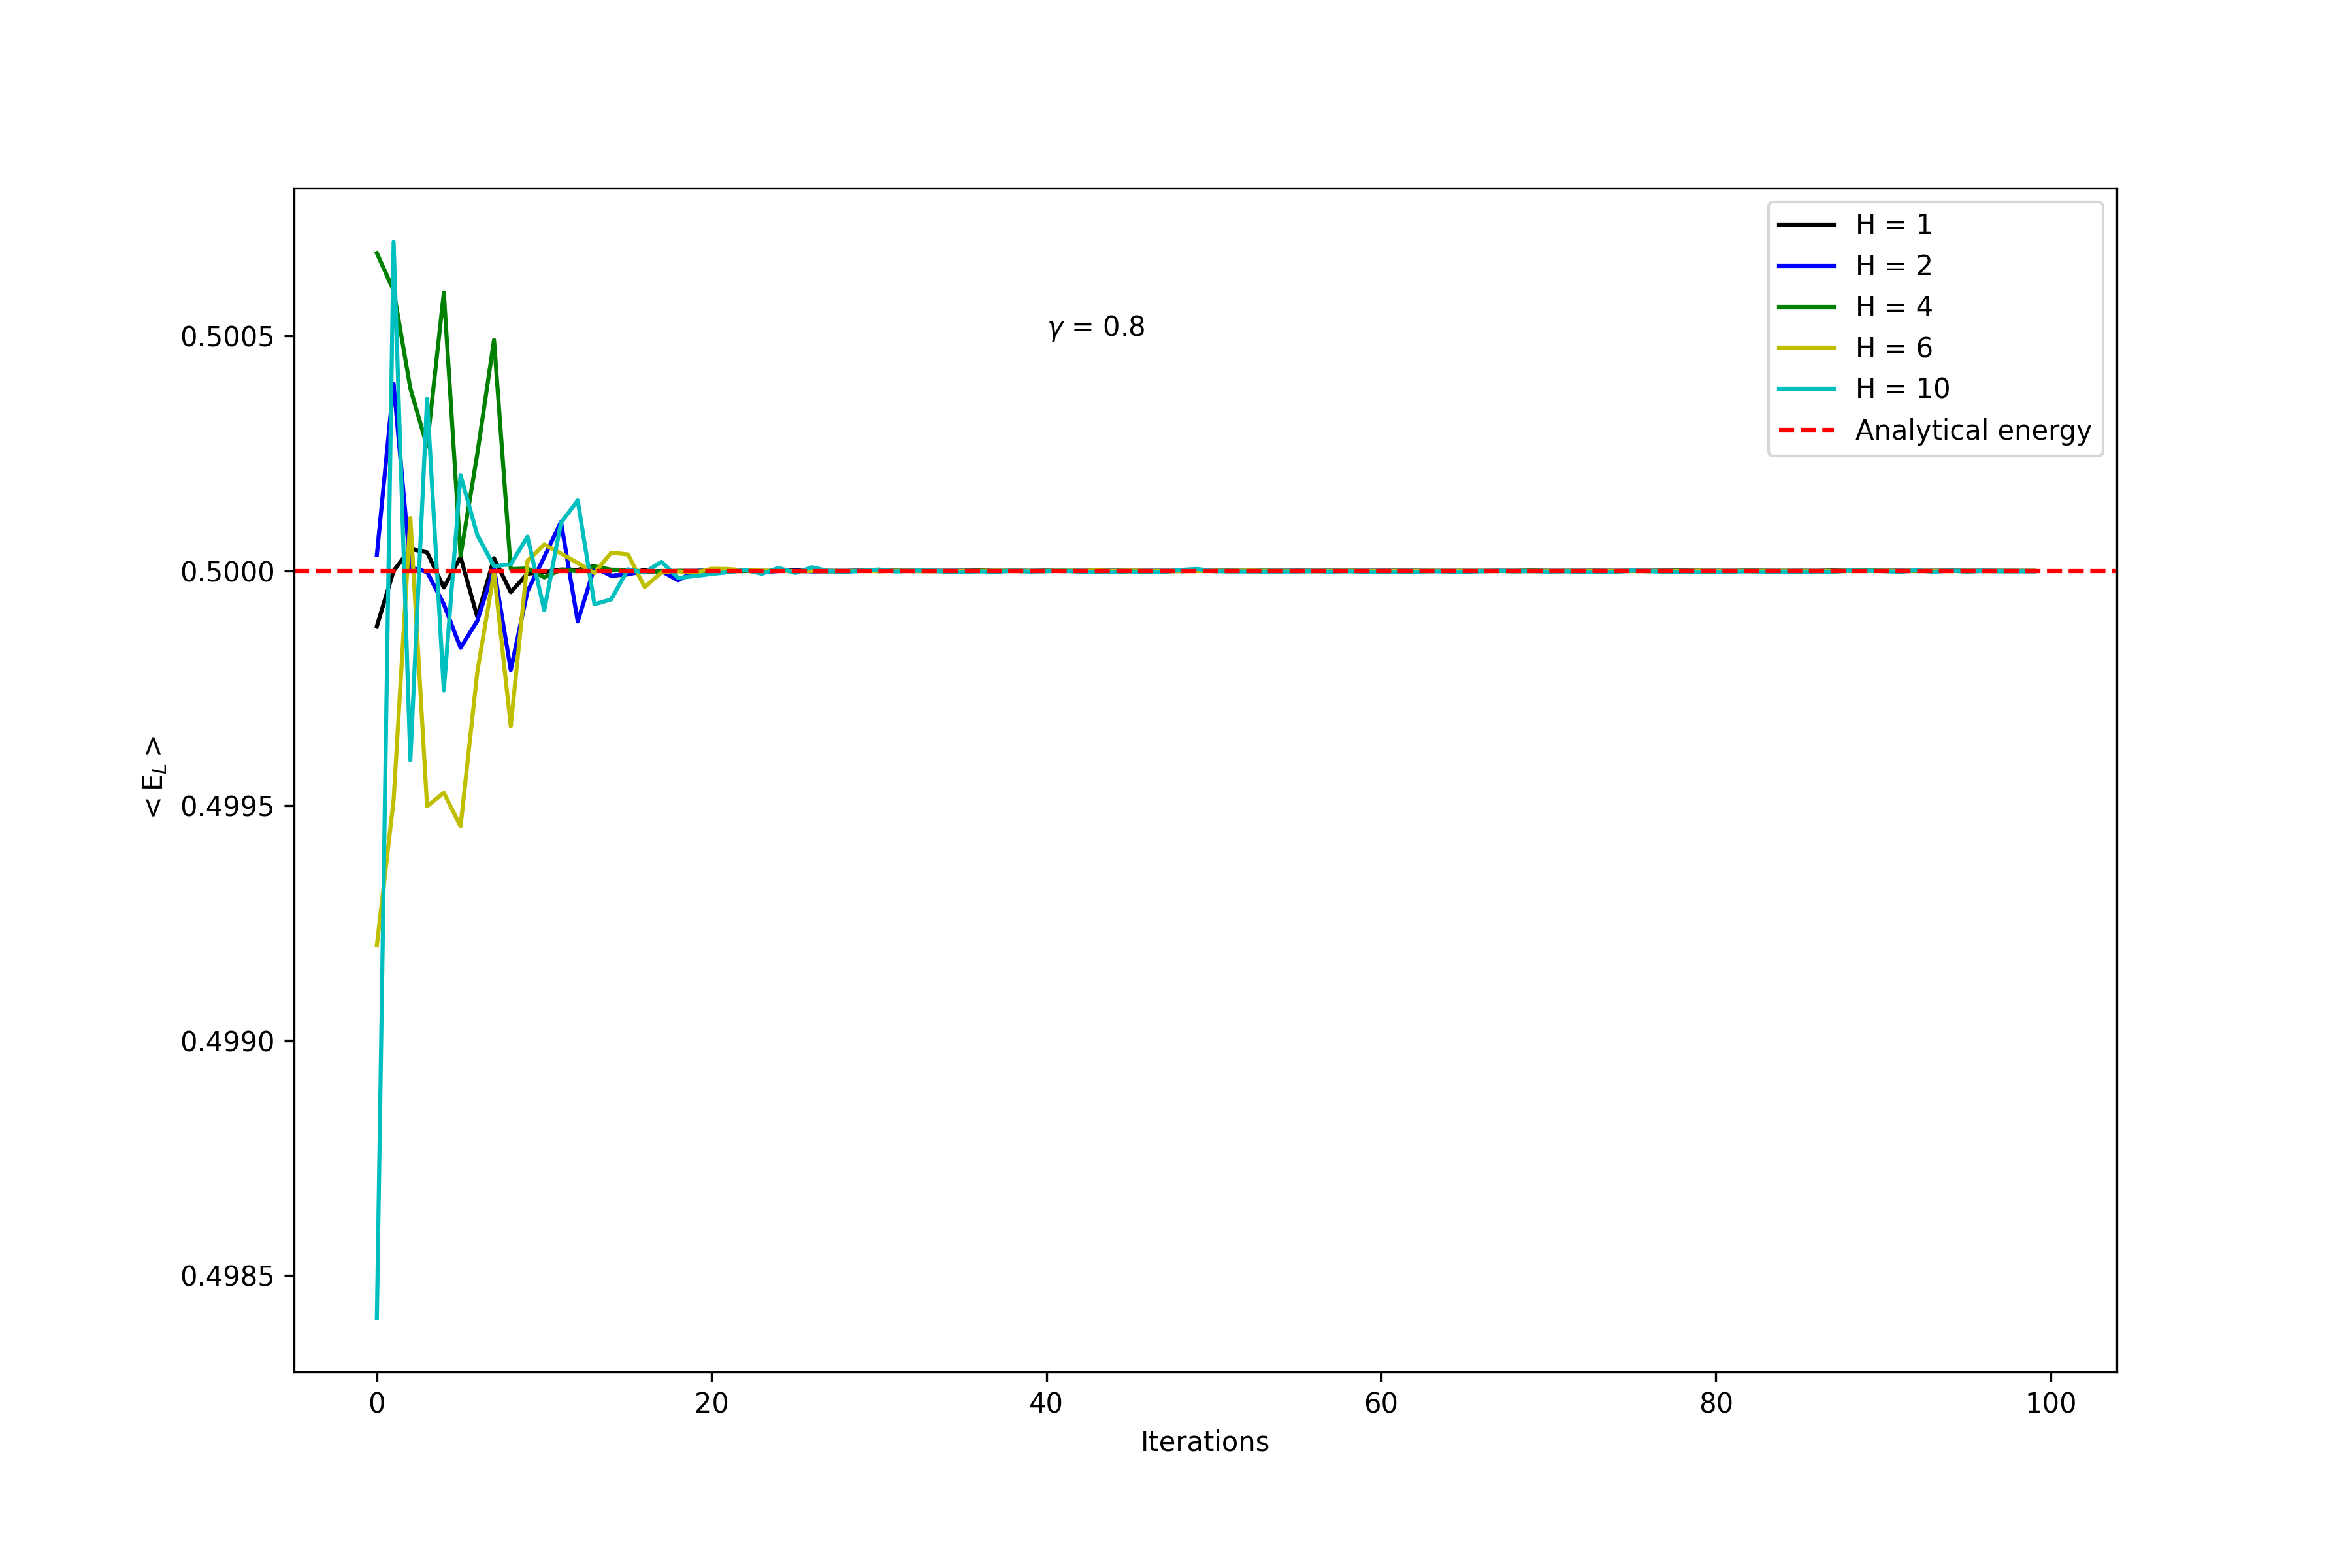 H = 1
H = 2
H = 4
H = 6
H = 10
Analytical energy
γ = 0.8
<E_L>
0.5005
0.5000
0.4995
0.4990
0.4985
0 20 40 60 80 100
Iterations